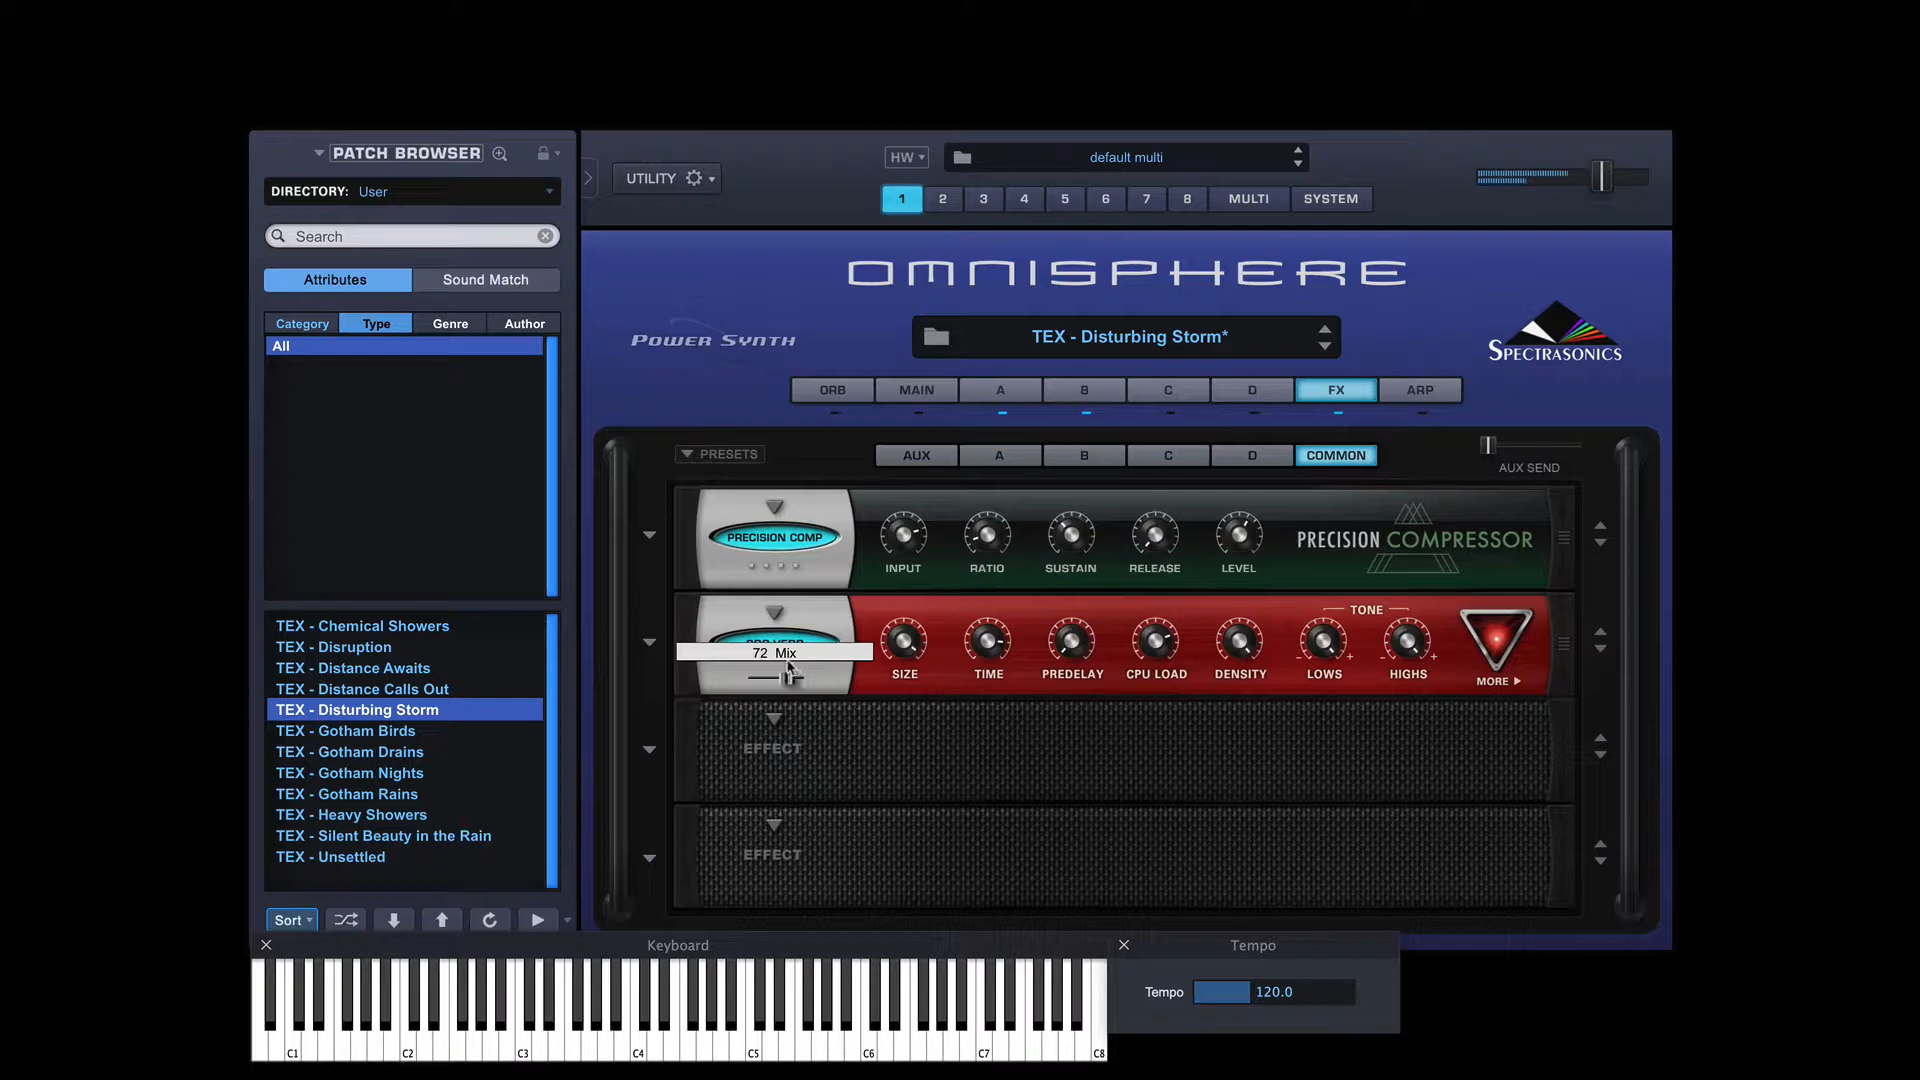 PATCH BROWSER
DIRECTORY: User
Search
Attributes
Sound Match
Category
Type
Genre
Author
All
TEX - Chemical Showers
TEX - Disruption
TEX - Distance Awaits
TEX - Distance Calls Out
TEX - Disturbing Storm
TEX - Gotham Birds
TEX - Gotham Drains
TEX - Gotham Nights
TEX - Gotham Rains
TEX - Heavy Showers
TEX - Silent Beauty in the Rain
TEX - Unsettled
Sort
UTILITY
HW
default multi
1 2 3 4 5 6 7 8 MULTI SYSTEM
OMNISPHERE
POWER SYNTH
TEX - Disturbing Storm*
SPECTRASONICS
ORB MAIN A B C D FX ARP
PRESETS
AUX A B C D COMMON
AUX SEND
PRECISION COMP
INPUT RATIO SUSTAIN RELEASE LEVEL
PRECISION COMPRESSOR
72 Mix
TONE
SIZE TIME PREDELAY CPU LOAD DENSITY LOWS HIGHS
MORE
EFFECT
EFFECT
Keyboard
C1 C2 C3 C4 C5 C6 C7 C8
Tempo
Tempo 120.0